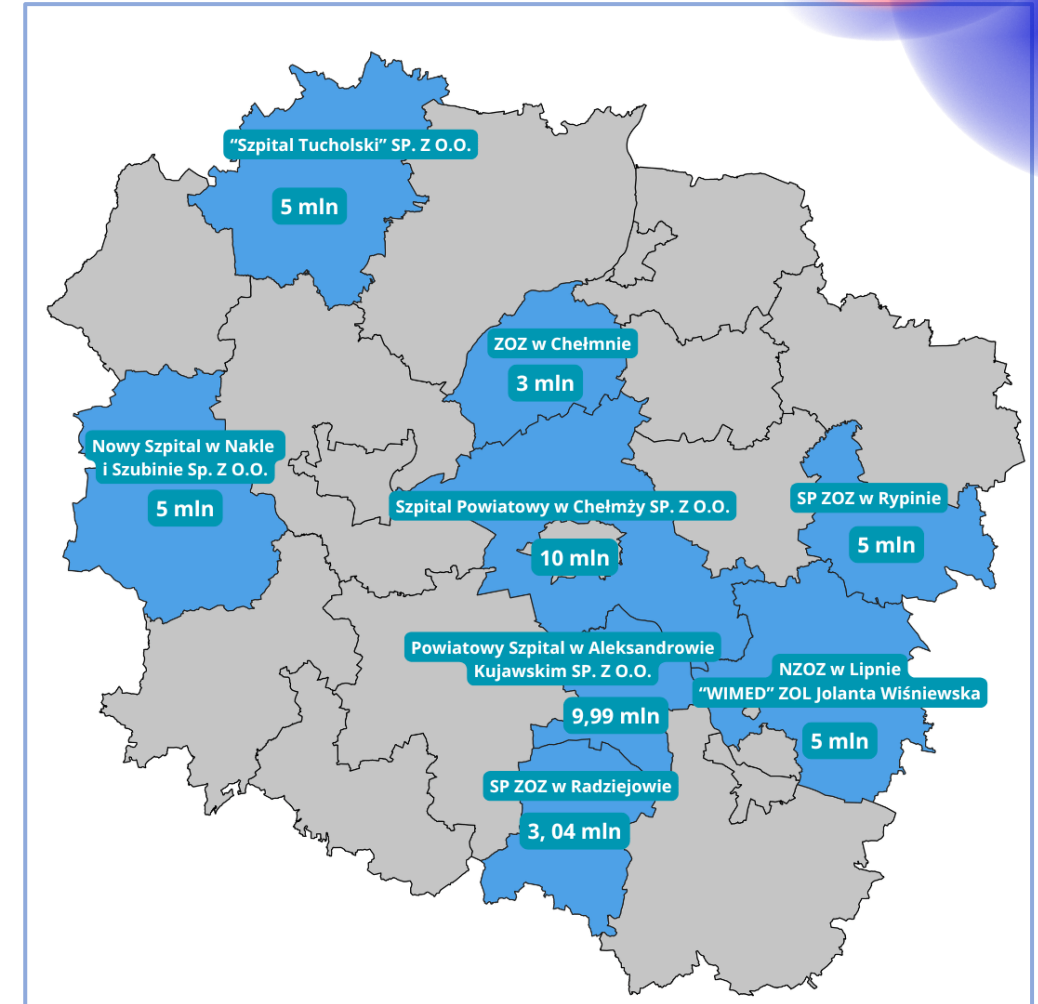 “Szpital Tucholski” SP. Z O.O.
5 mln
ZOZ w Chełmnie
3 mln
Nowy Szpital w Nakle
i Szubinie Sp. Z O.O.
5 mln
Szpital Powiatowy w Chełmży SP. Z O.O.
10 mln
SP ZOZ w Rypinie
5 mln
Powiatowy Szpital w Aleksandrowie
Kujawskim SP. Z O.O.
9,99 mln
NZOZ w Lipnie
“WIMED” ZOL Jolanta Wiśniewska
5 mln
SP ZOZ w Radziejowie
3, 04 mln